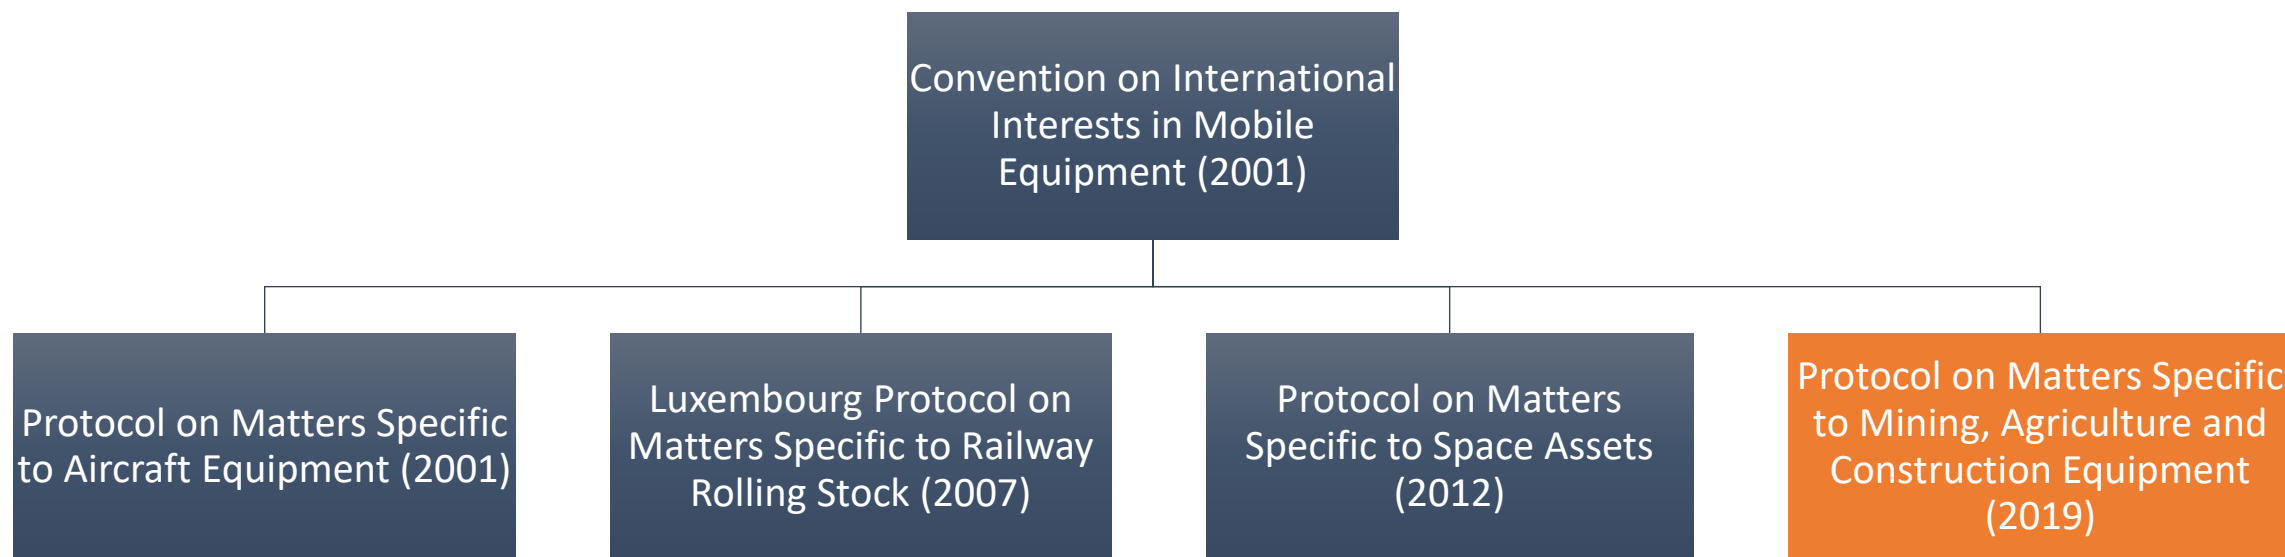 Convention on International
Interests in Mobile
Equipment (2001)
Protocol on Matters Specific
to Aircraft Equipment (2001)
Luxembourg Protocol on
Matters Specific to Railway
Rolling Stock (2007)
Protocol on Matters
Specific to Space Assets
(2012)
Protocol on Matters Specific
to Mining, Agriculture and
Construction Equipment
(2019)